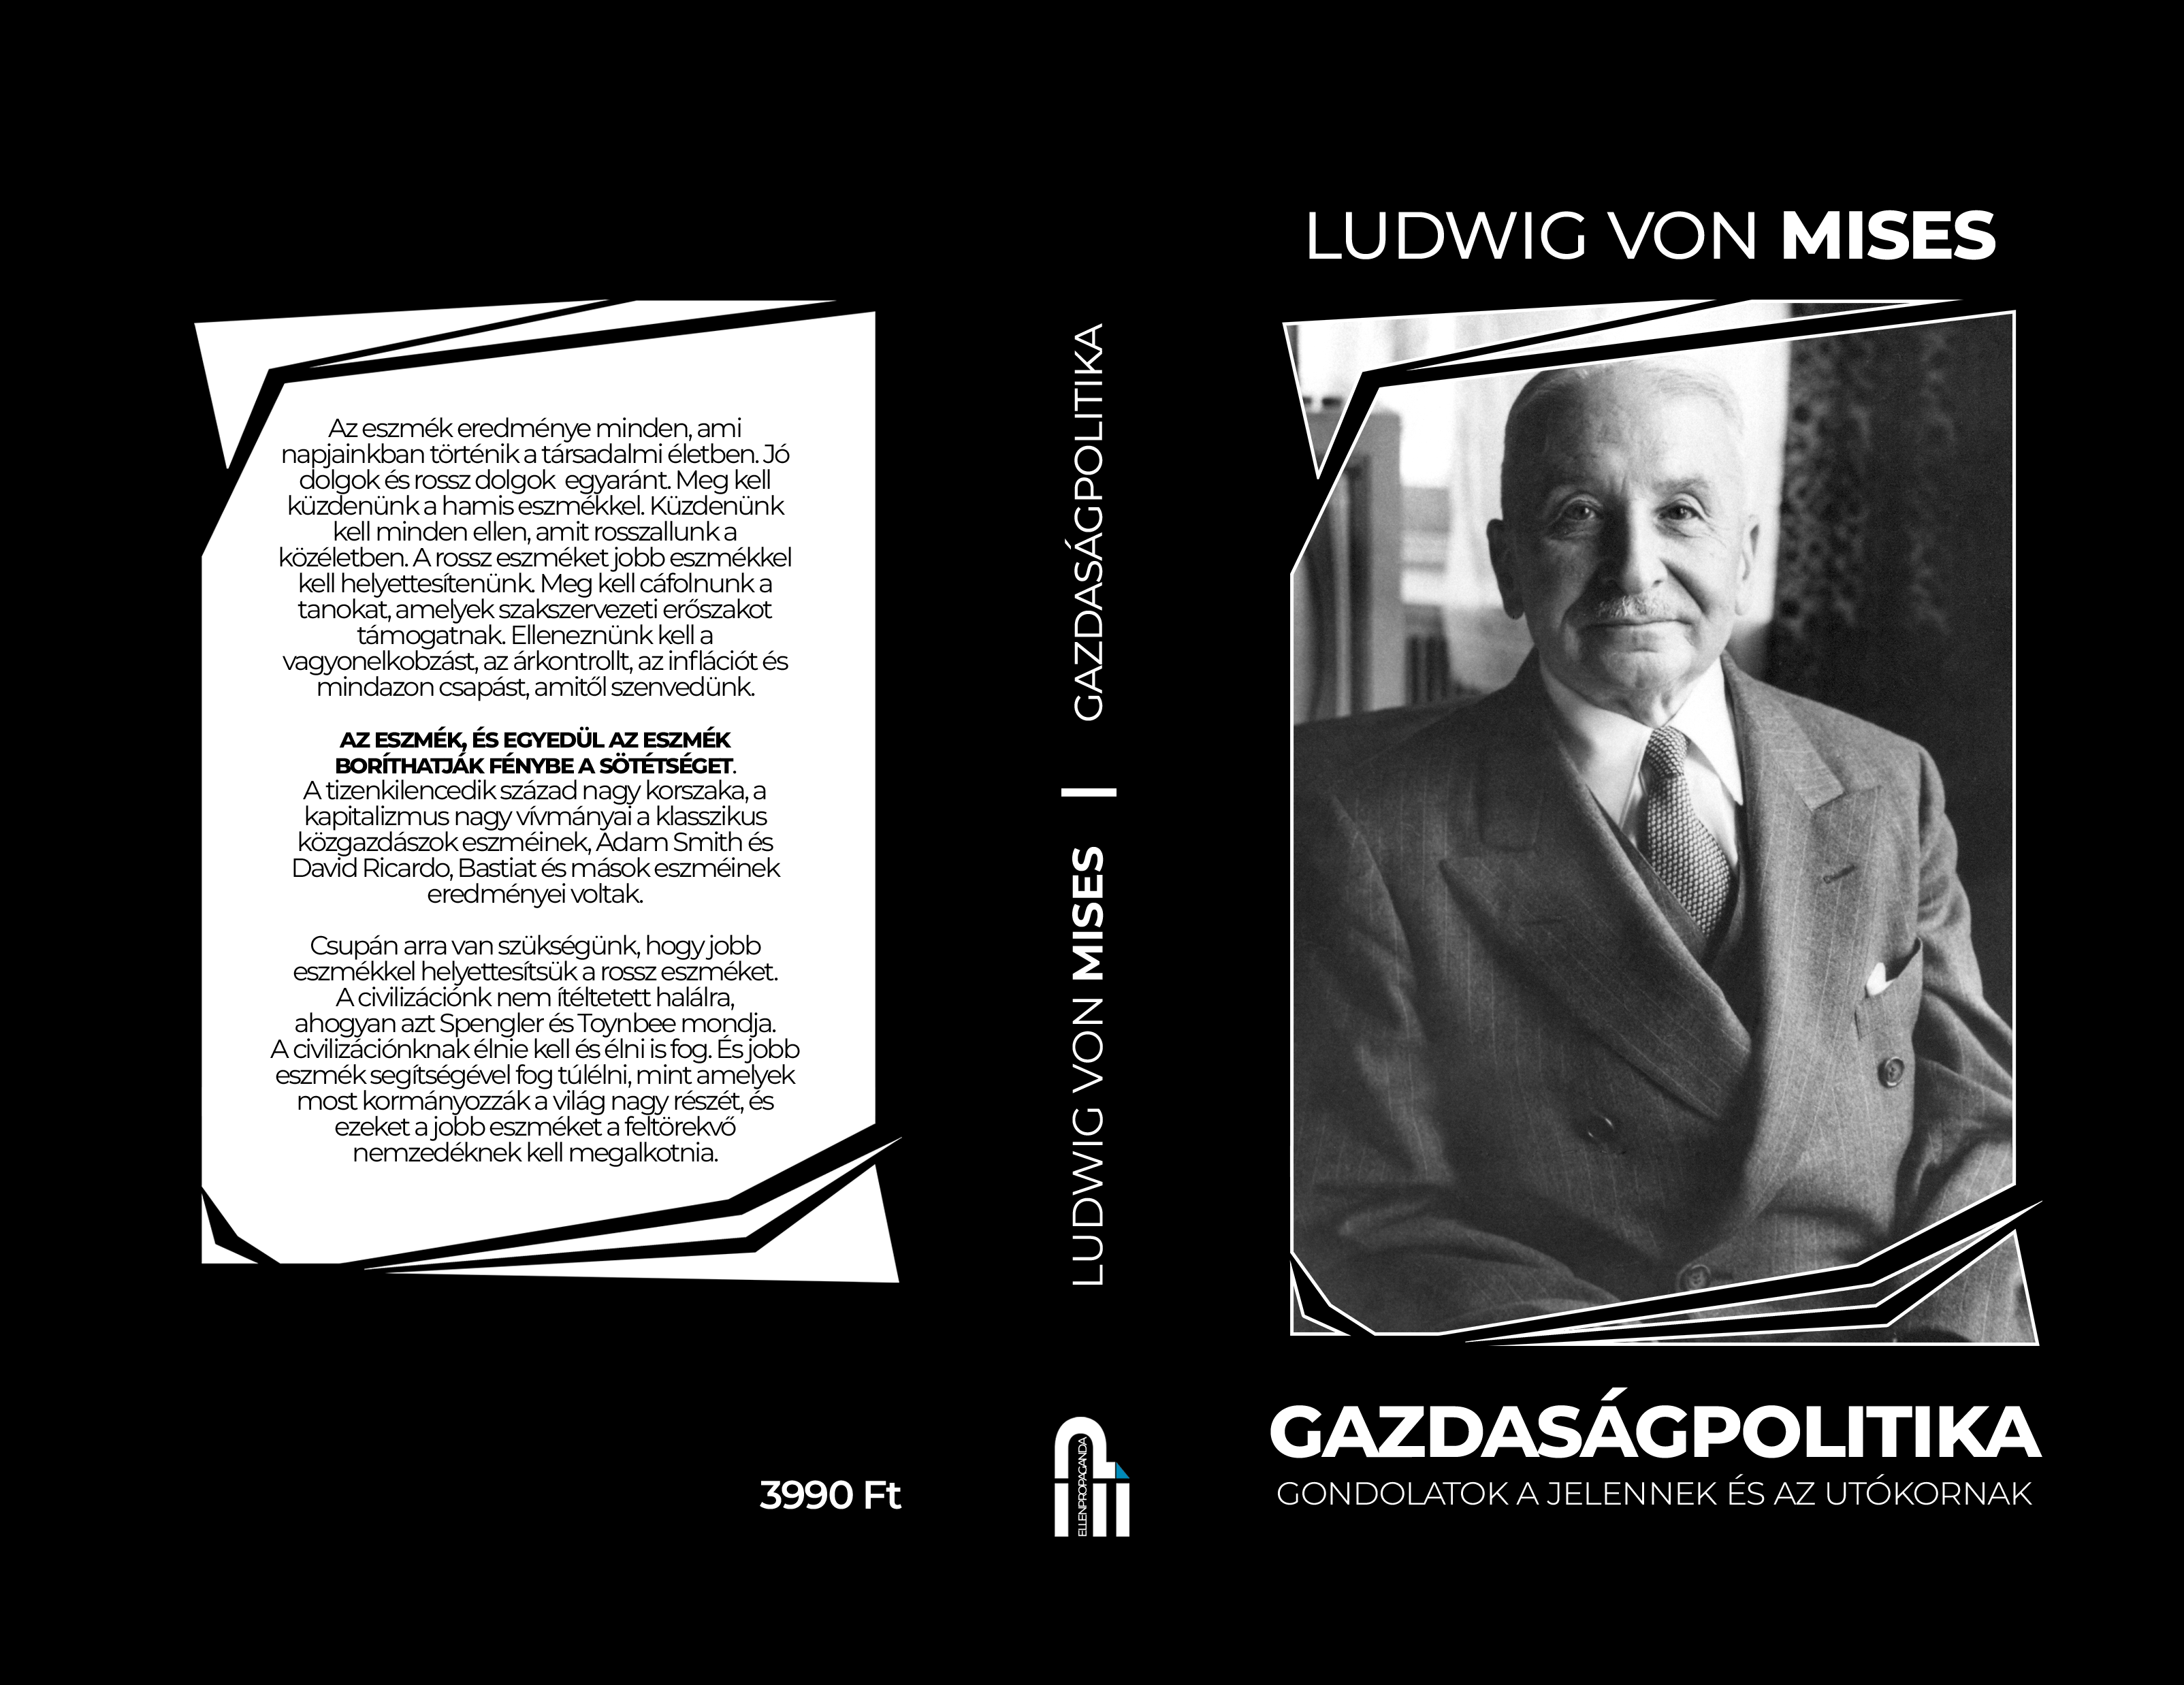 LUDWIG VON MISES
GAZDASÁGPOLITIKA
GONDOLATOK A JELENNEK ÉS AZ UTÓKORNAK
LUDWIG VON MISES | GAZDASÁGPOLITIKA
ELLENPROPAGANDA
Az eszmék eredménye minden, ami
napjainkban történik a társadalmi életben. Jó
dolgok és rossz dolgok  egyaránt. Meg kell
küzdenünk a hamis eszmékkel. Küzdenünk
kell minden ellen, amit rosszallunk a
közéletben. A rossz eszméket jobb eszmékkel
kell helyettesítenünk. Meg kell cáfolnunk a
tanokat, amelyek szakszervezeti erőszakot
támogatnak. Elleneznünk kell a
vagyonelkobzást, az árkontrollt, az inflációt és
mindazon csapást, amitől szenvedünk.
AZ ESZMÉK, ÉS EGYEDÜL AZ ESZMÉK
BORÍTHATJÁK FÉNYBE A SÖTÉTSÉGET.
A tizenkilencedik század nagy korszaka, a
kapitalizmus nagy vívmányai a klasszikus
közgazdászok eszméinek, Adam Smith és
David Ricardo, Bastiat és mások eszméinek
eredményei voltak.
Csupán arra van szükségünk, hogy jobb
eszmékkel helyettesítsük a rossz eszméket.
A civilizációnk nem ítéltetett halálra,
ahogyan azt Spengler és Toynbee mondja.
A civilizációnknak élnie kell és élni is fog. És jobb
eszmék segítségével fog túlélni, mint amelyek
most kormányozzák a világ nagy részét, és
ezeket a jobb eszméket a feltörekvő
nemzedéknek kell megalkotnia.
3990 Ft